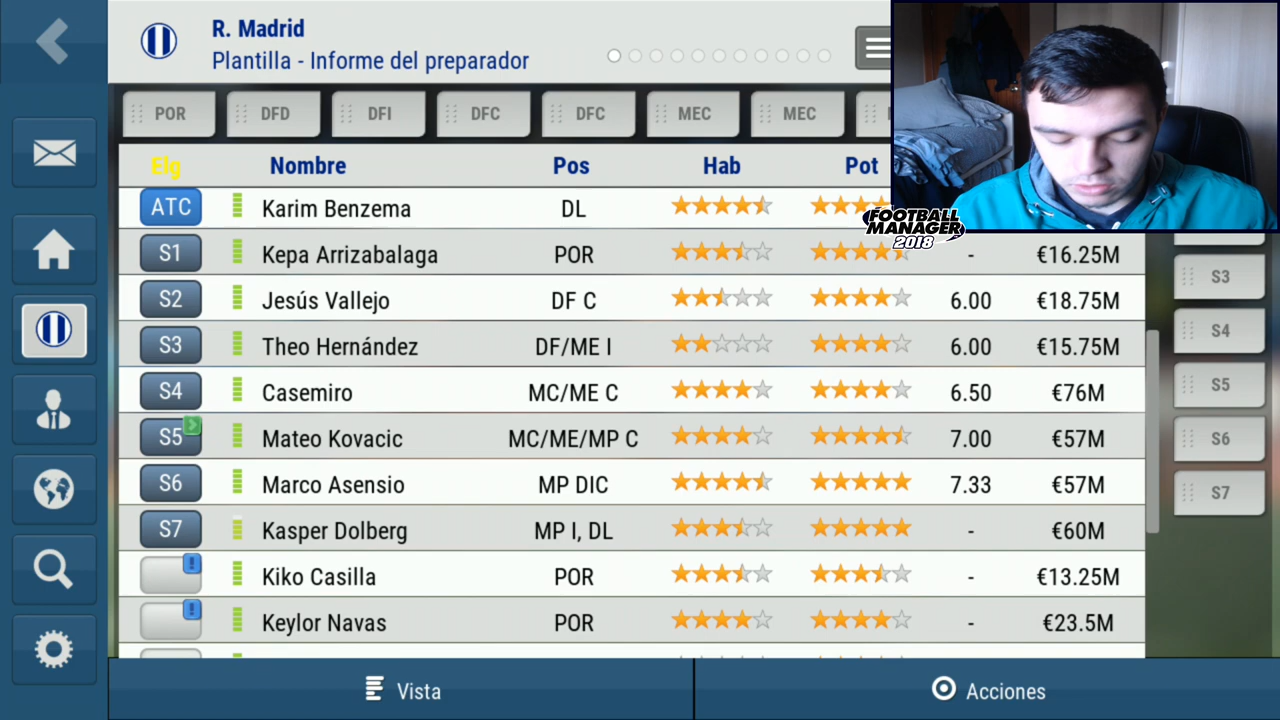 R. Madrid
Plantilla - Informe del preparador
POR DFD DFI DFC DFC MEC MEC
Elg Nombre Pos Hab Pot
ATC Karim Benzema DL
FOOTBALL
MANAGER
2018
S1 Kepa Arrizabalaga POR - €16.25M
S2 Jesús Vallejo DF C 6.00 €18.75M
S3 Theo Hernández DF/ME I 6.00 €15.75M
S4 Casemiro MC/ME C 6.50 €76M
S5 Mateo Kovacic MC/ME/MP C 7.00 €57M
S6 Marco Asensio MP DIC 7.33 €57M
S7 Kasper Dolberg MP I, DL - €60M
Kiko Casilla POR - €13.25M
Keylor Navas POR - €23.5M
S3
S4
S5
S6
S7
Vista Acciones